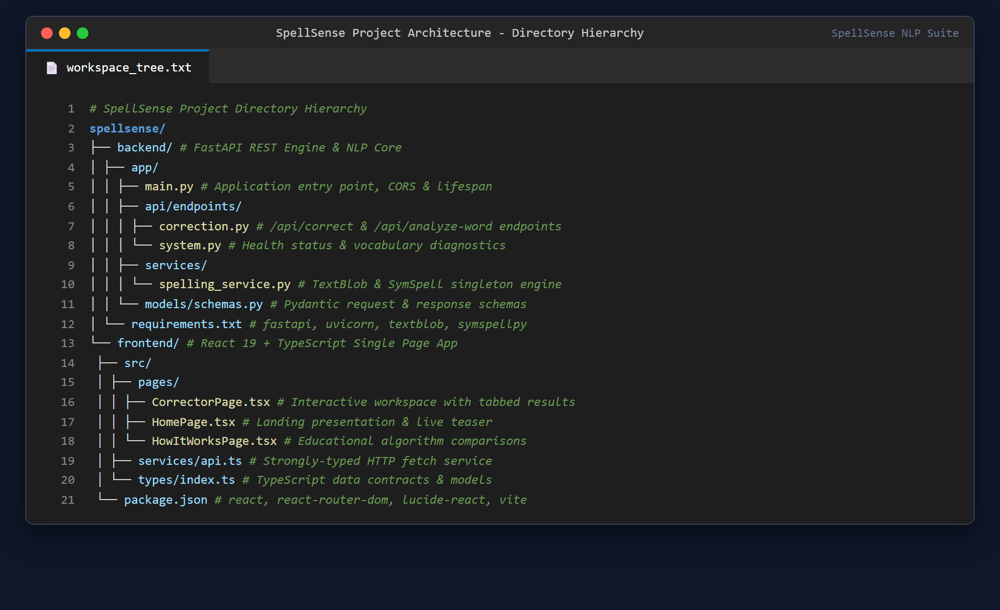 SpellSense Project Architecture - Directory Hierarchy
SpellSense NLP Suite
workspace_tree.txt
1 # SpellSense Project Directory Hierarchy
2 spellsense/
3 ├── backend/ # FastAPI REST Engine & NLP Core
4 │ ├── app/
5 │ │ ├── main.py # Application entry point, CORS & lifespan
6 │ │ ├── api/endpoints/
7 │ │ │ ├── correction.py # /api/correct & /api/analyze-word endpoints
8 │ │ │ └── system.py # Health status & vocabulary diagnostics
9 │ │ ├── services/
10 │ │ │ └── spelling_service.py # TextBlob & SymSpell singleton engine
11 │ │ └── models/schemas.py # Pydantic request & response schemas
12 │ └── requirements.txt # fastapi, uvicorn, textblob, symspellpy
13 └── frontend/ # React 19 + TypeScript Single Page App
14  ├── src/
15  │ ├── pages/
16  │ │ ├── CorrectorPage.tsx # Interactive workspace with tabbed results
17  │ │ ├── HomePage.tsx # Landing presentation & live teaser
18  │ │ └── HowItWorksPage.tsx # Educational algorithm comparisons
19  │ ├── services/api.ts # Strongly-typed HTTP fetch service
20  │ └── types/index.ts # TypeScript data contracts & models
21  └── package.json # react, react-router-dom, lucide-react, vite